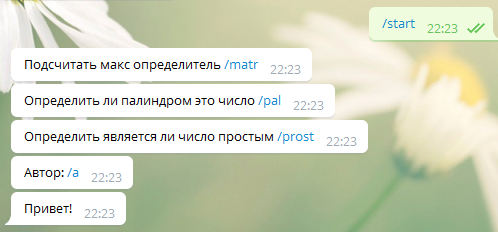 /start 22:23
Подсчитать макс определитель /matr 22:23
Определить ли палиндром это число /pal 22:23
Определить является ли число простым /prost 22:23
Автор: /a 22:23
Привет! 22:23